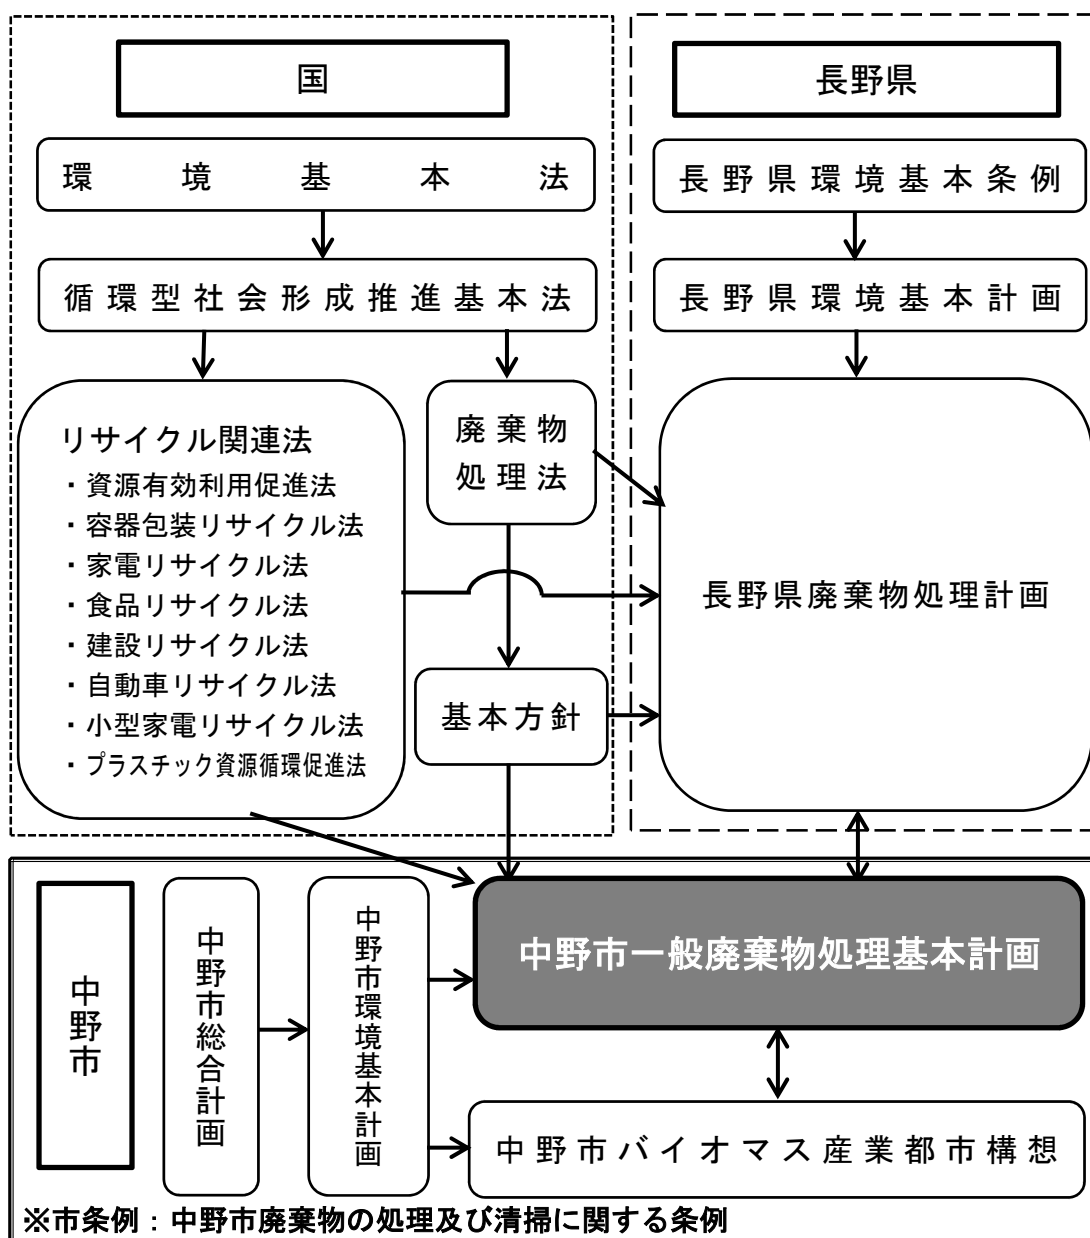 国
環境基本法
循環型社会形成推進基本法
リサイクル関連法
・資源有効利用促進法
・容器包装リサイクル法
・家電リサイクル法
・食品リサイクル法
・建設リサイクル法
・自動車リサイクル法
・小型家電リサイクル法
・プラスチック資源循環促進法
廃棄物
処理法
基本方針
長野県
長野県環境基本条例
長野県環境基本計画
長野県廃棄物処理計画
中野市
中野市総合計画
中野市環境基本計画
中野市一般廃棄物処理基本計画
中野市バイオマス産業都市構想
※市条例：中野市廃棄物の処理及び清掃に関する条例